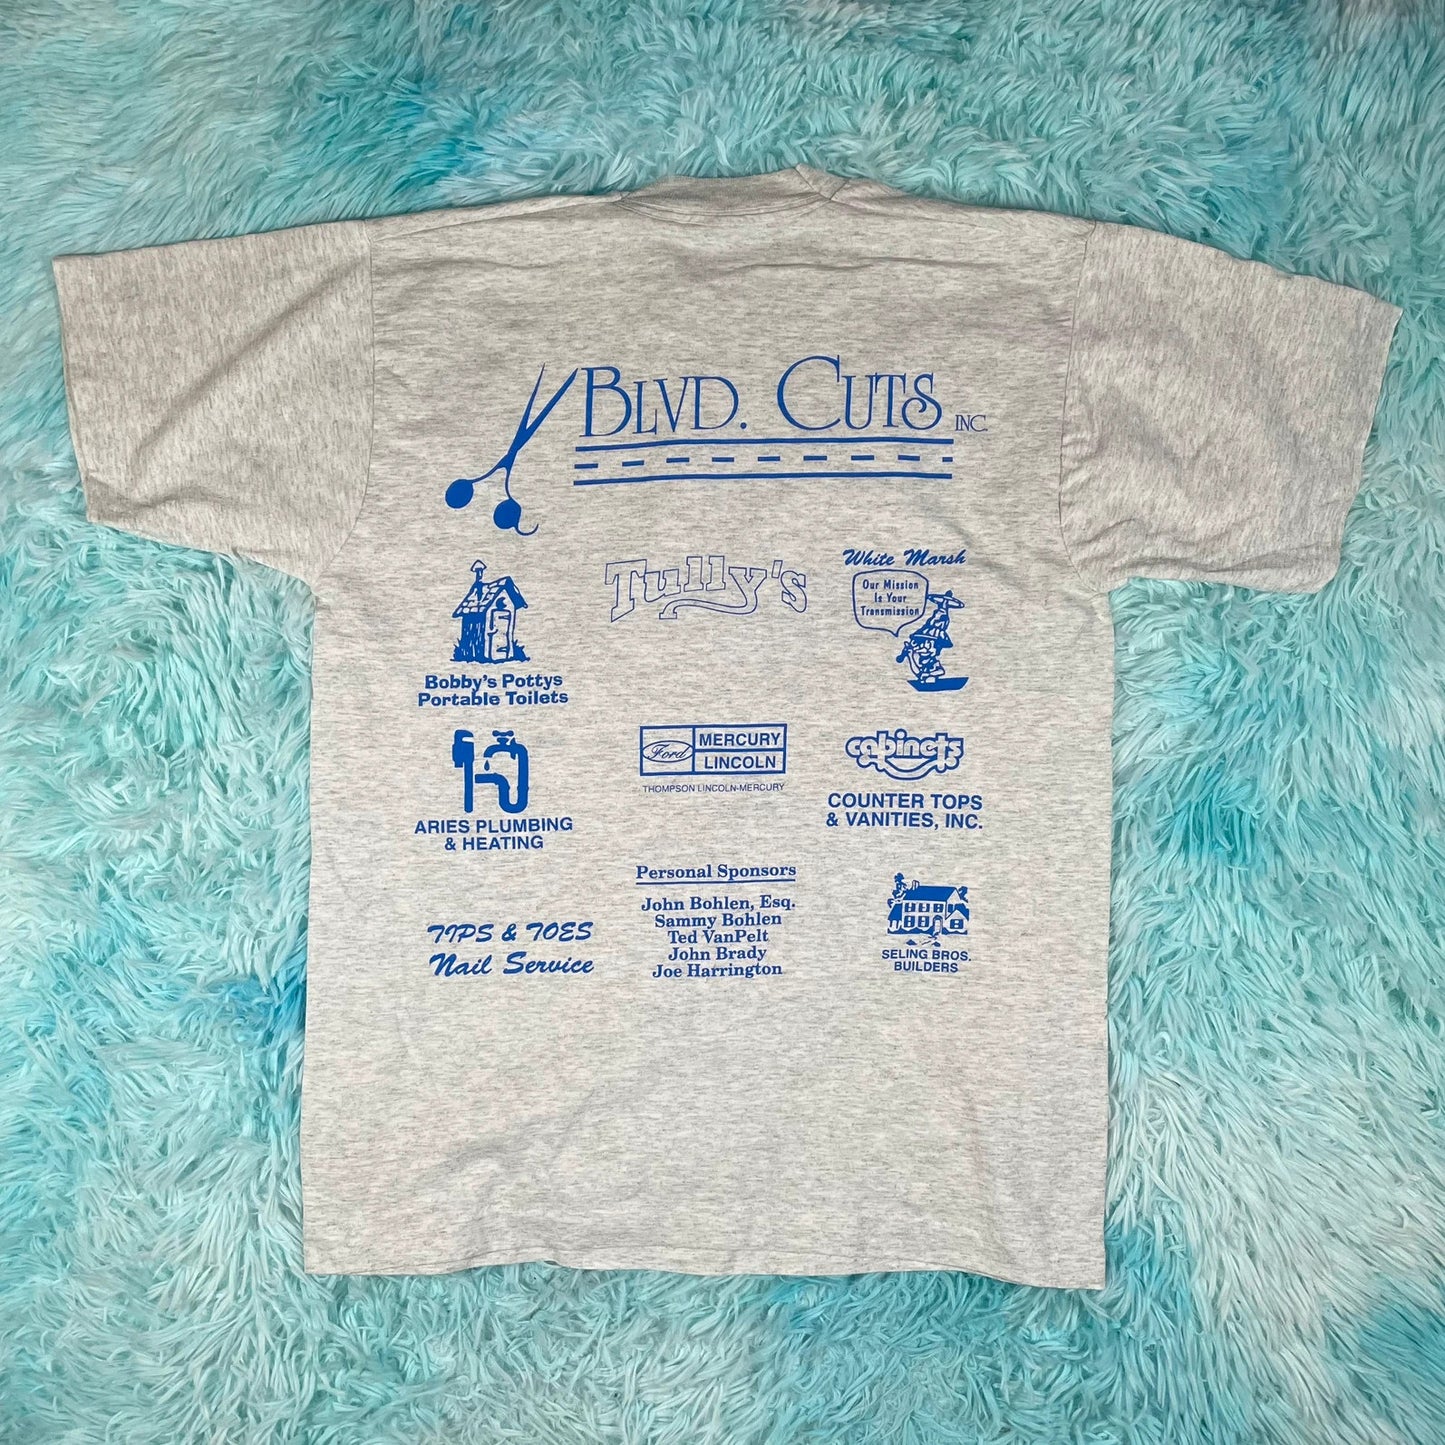 BLVD. CUTS INC.
Bobby's Pottys
Portable Toilets
Tully's
White Marsh
Our Mission
Is Your
Transmission
ARIES PLUMBING
& HEATING
Ford
MERCURY
LINCOLN
THOMPSON LINCOLN-MERCURY
cabinets
COUNTER TOPS
& VANITIES, INC.
TIPS & TOES
Nail Service
Personal Sponsors
John Bohlen, Esq.
Sammy Bohlen
Ted VanPelt
John Brady
Joe Harrington
SELING BROS.
BUILDERS